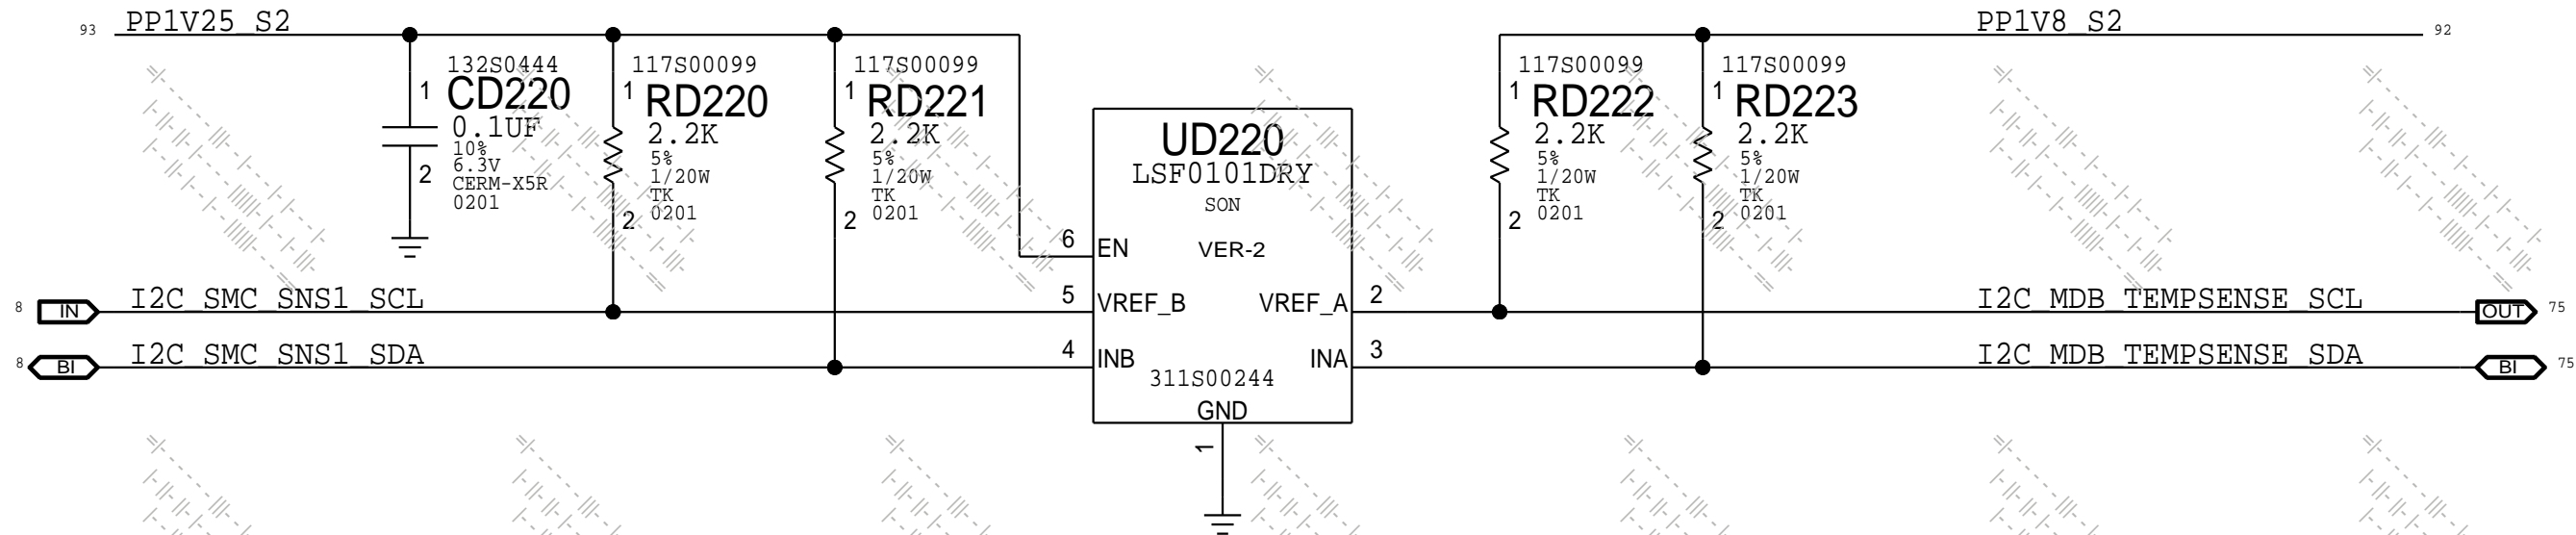 93 PP1V25_S2
PP1V8_S2 92
132S0444
1 CD220
0.1UF
10%
6.3V
2 CERM-X5R
0201
117S00099
1 RD220
2.2K
5%
1/20W
TK
0201
2
117S00099
1 RD221
2.2K
5%
1/20W
TK
0201
2
UD220
LSF0101DRY
SON
VER-2
6 EN
5 VREF_B
VREF_A 2
4 INB
INA 3
311S00244
GND
1
117S00099
1 RD222
2.2K
5%
1/20W
TK
0201
2
117S00099
1 RD223
2.2K
5%
1/20W
TK
0201
2
8 IN I2C_SMC_SNS1_SCL
I2C_MDB_TEMPSENSE_SCL OUT 75
8 BI I2C_SMC_SNS1_SDA
I2C_MDB_TEMPSENSE_SDA BI 75